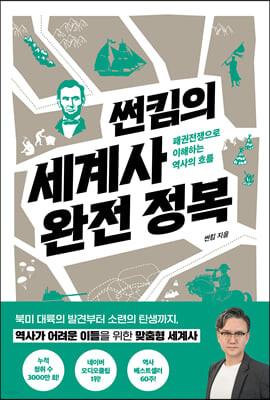 썬킴의
세계사
완전 정복
패권전쟁으로
이해하는
역사의 흐름
썬킴 지음
북미 대륙의 발견부터 소련의 탄생까지,
역사가 어려운 이들을 위한 맞춤형 세계사
누적
청취 수
3000만 회!
네이버
오디오클립
1위!
역사
베스트셀러
60주!